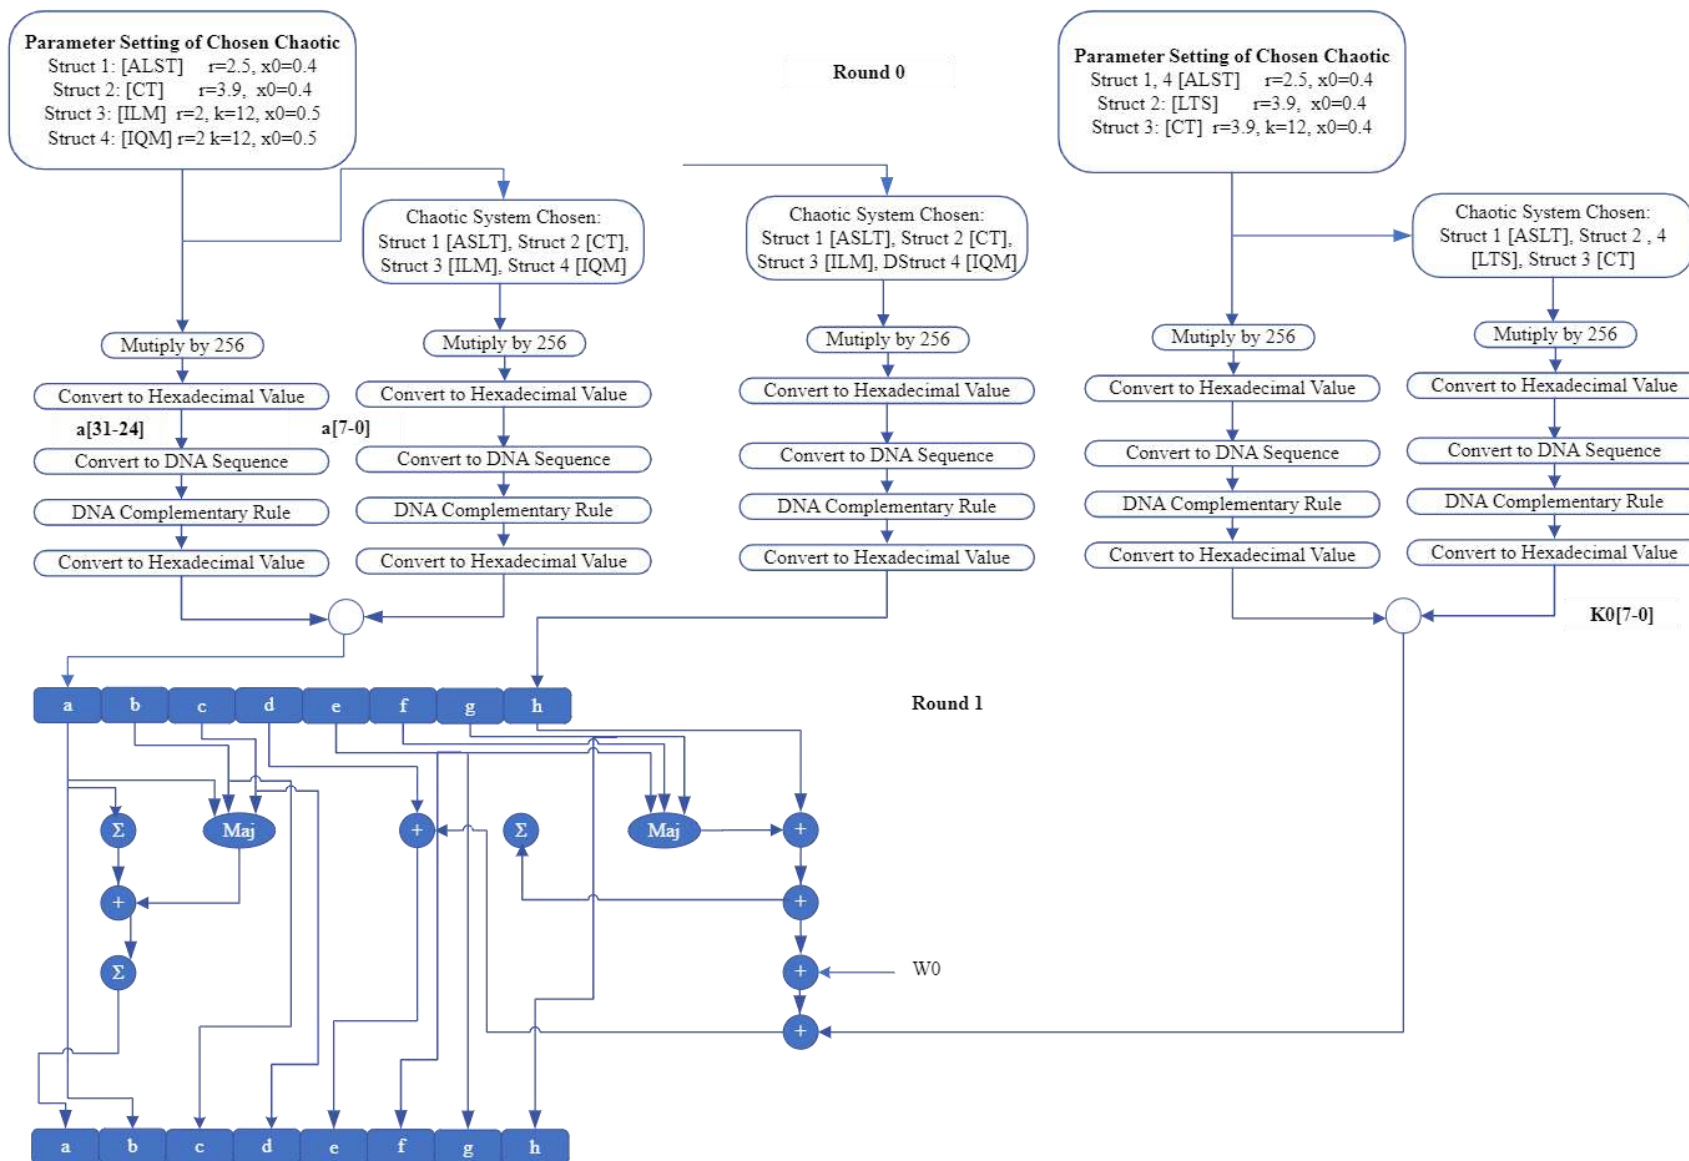 Parameter Setting of Chosen Chaotic
Struct 1: [ALST] r=2.5, x0=0.4
Struct 2: [CT] r=3.9, x0=0.4
Struct 3: [ILM] r=2, k=12, x0=0.5
Struct 4: [IQM] r=2 k=12, x0=0.5
Round 0
Parameter Setting of Chosen Chaotic
Struct 1, 4 [ALST] r=2.5, x0=0.4
Struct 2: [LTS] r=3.9, x0=0.4
Struct 3: [CT] r=3.9, k=12, x0=0.4
Chaotic System Chosen:
Struct 1 [ASLT], Struct 2 [CT],
Struct 3 [ILM], Struct 4 [IQM]
Chaotic System Chosen:
Struct 1 [ASLT], Struct 2 [CT],
Struct 3 [ILM], DStruct 4 [IQM]
Chaotic System Chosen:
Struct 1 [ASLT], Struct 2 , 4
[LTS], Struct 3 [CT]
Mutiply by 256
Convert to Hexadecimal Value
a[31-24]
Convert to DNA Sequence
DNA Complementary Rule
Convert to Hexadecimal Value
Mutiply by 256
Convert to Hexadecimal Value
a[7-0]
Convert to DNA Sequence
DNA Complementary Rule
Convert to Hexadecimal Value
Mutiply by 256
Convert to Hexadecimal Value
Convert to DNA Sequence
DNA Complementary Rule
Convert to Hexadecimal Value
Mutiply by 256
Convert to Hexadecimal Value
Convert to DNA Sequence
DNA Complementary Rule
Convert to Hexadecimal Value
Mutiply by 256
Convert to Hexadecimal Value
Convert to DNA Sequence
DNA Complementary Rule
Convert to Hexadecimal Value
K0[7-0]
a b c d e f g h
Round 1
Σ Maj + Σ Maj +
+ +
Σ + W0
+
a b c d e f g h